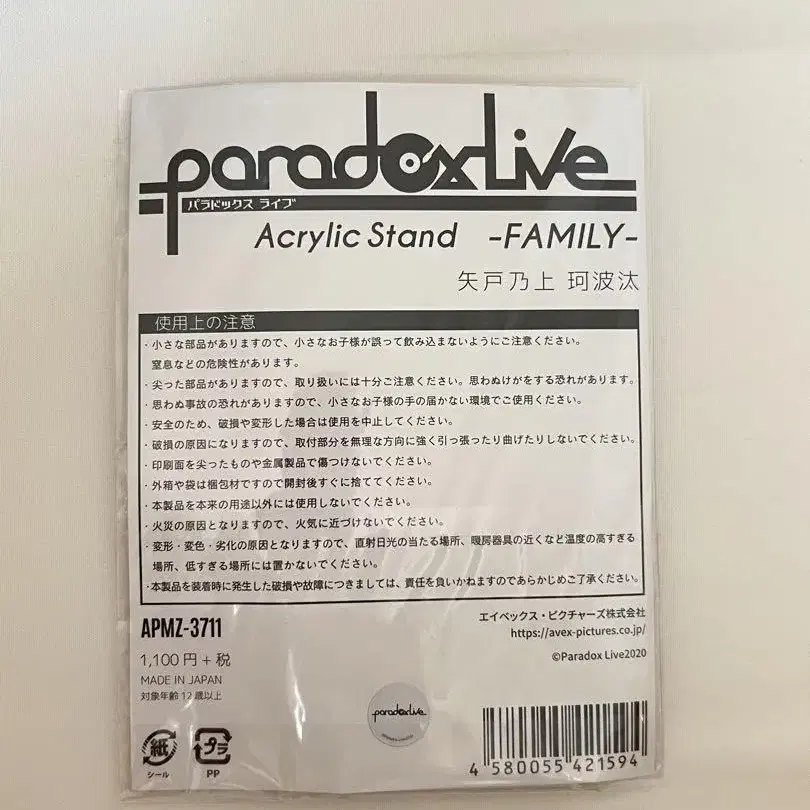 paradox Live
パラドックス ライブ
Acrylic Stand -FAMILY-
矢戸乃上 珂波汰
使用上の注意
・小さな部品がありますので、小さなお子様が誤って飲み込まないようにご注意ください。
窒息などの危険性があります。
・尖った部品がありますので、取り扱いには十分ご注意ください。思わぬけがをする恐れがあります。
・思わぬ事故の恐れがありますので、小さなお子様の手の届かない環境でご使用ください。
・安全のため、破損や変形した場合は使用を中止してください。
・破損の原因になりますので、取付部分を無理な方向に強く引っ張ったり曲げたりしないでください。
・印刷面を尖ったものや金属製品で傷つけないでください。
・外箱や袋は梱包材ですので開封後すぐに捨ててください。
・本製品を本来の用途以外には使用しないでください。
・火災の原因となりますので、火気に近づけないでください。
・変形・変色・劣化の原因となりますので、直射日光の当たる場所、暖房器具の近くなど温度の高すぎる
場所、低すぎる場所には置かないでください。
・本製品を装着時に発生した破損や故障につきましては、責任を負いかねますのであらかじめご了承ください。
APMZ-3711
エイベックス・ピクチャーズ株式会社
https://avex-pictures.co.jp/
1,100円+税
©Paradox Live2020
MADE IN JAPAN
対象年齢12歳以上
paradox Live
紙
シール
プラ
PP
4 580055 421594